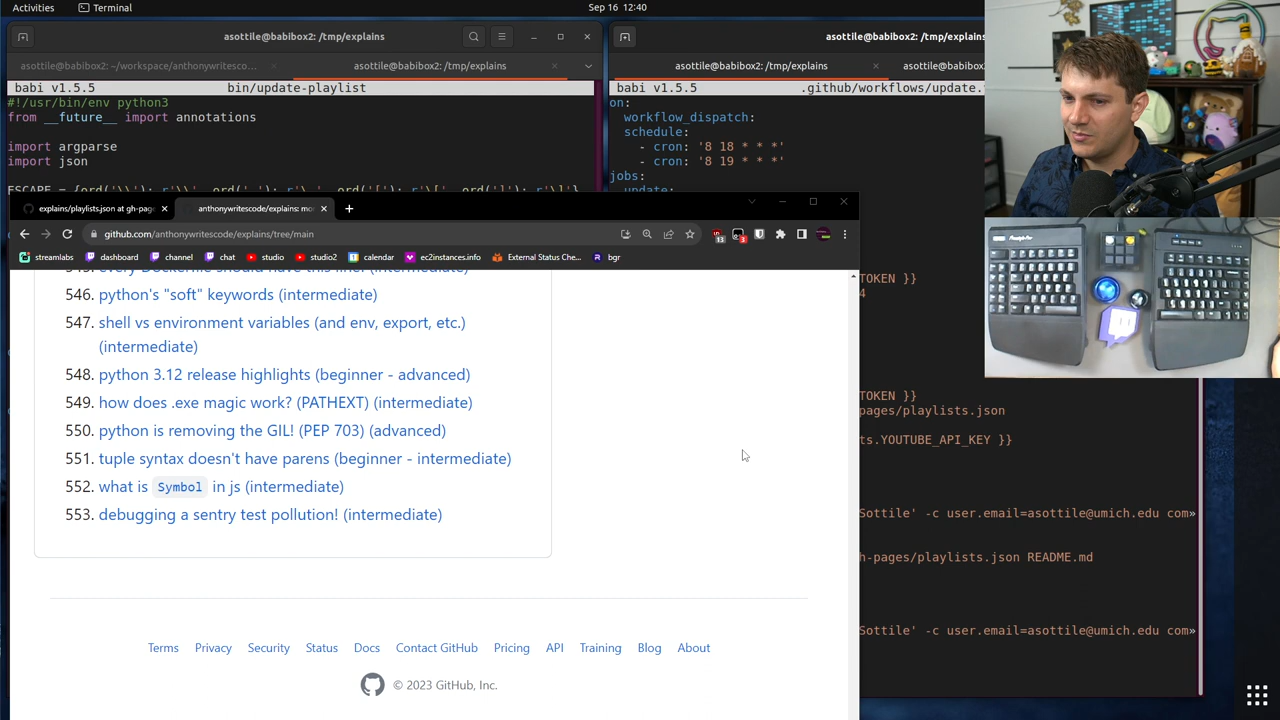 Activities
Terminal
Sep 16 12:40
asottile@babibox2: /tmp/explains
asottile@babibox2: ~/workspace/anthonywritesco...
asottile@babibox2: /tmp/explains
babi v1.5.5 bin/update-playlist
#!/usr/bin/env python3
from __future__ import annotations
import argparse
import json
asottile@babibox2: /tmp/explains
asottile@babibox2: /tmp/explains
asottile@bab
babi v1.5.5 .github/workflows/update.
on:
workflow_dispatch:
schedule:
- cron: '8 18 * * *'
- cron: '8 19 * * *'
jobs:
update:
TOKEN }}
4
TOKEN }}
pages/playlists.json
ts.YOUTUBE_API_KEY }}
Sottile' -c user.email=asottile@umich.edu com»
h-pages/playlists.json README.md
Sottile' -c user.email=asottile@umich.edu com»
explains/playlists.json at gh-pag
anthonywritescode/explains: mo
github.com/anthonywritescode/explains/tree/main
13
3
streamlabs
dashboard
channel
chat
studio
studio2
calendar
ec2instances.info
External Status Che...
bgr
546. python's "soft" keywords (intermediate)
547. shell vs environment variables (and env, export, etc.)
(intermediate)
548. python 3.12 release highlights (beginner - advanced)
549. how does .exe magic work? (PATHEXT) (intermediate)
550. python is removing the GIL! (PEP 703) (advanced)
551. tuple syntax doesn't have parens (beginner - intermediate)
552. what is Symbol in js (intermediate)
553. debugging a sentry test pollution! (intermediate)
Terms
Privacy
Security
Status
Docs
Contact GitHub
Pricing
API
Training
Blog
About
© 2023 GitHub, Inc.